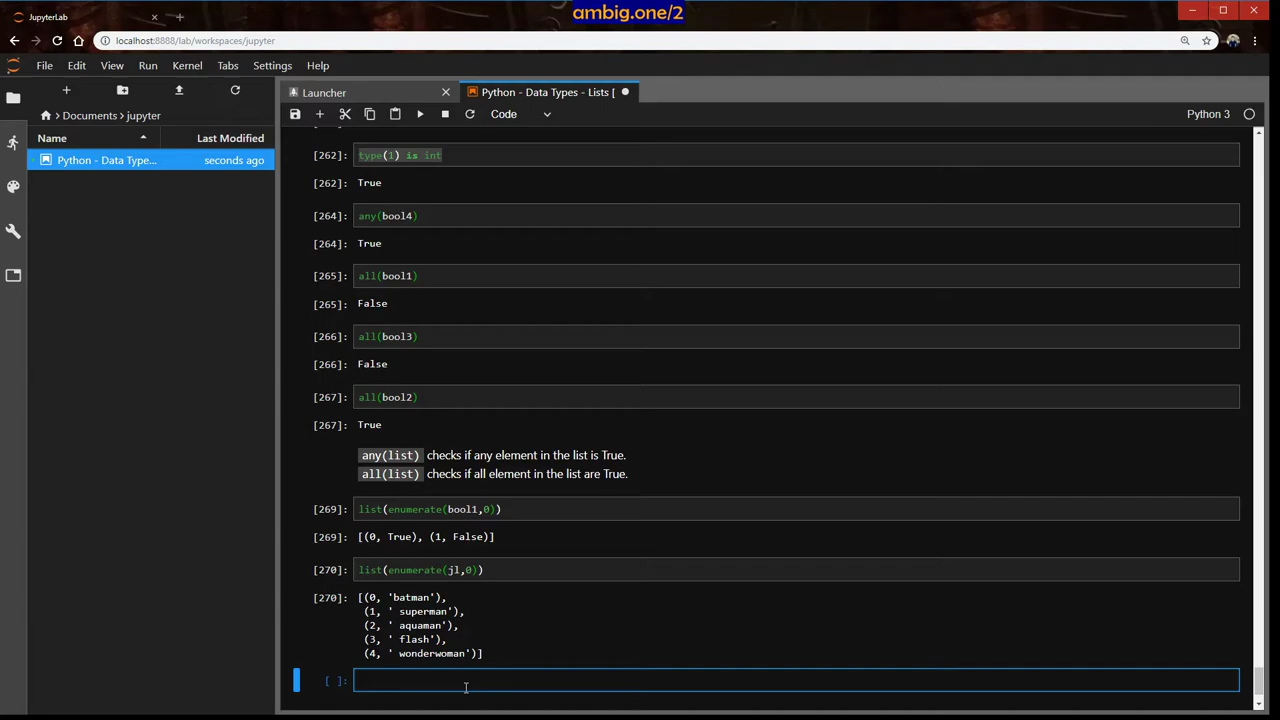 JupyterLab
ambig.one/2
localhost:8888/lab/workspaces/jupyter
File Edit View Run Kernel Tabs Settings Help
Launcher
Python - Data Types - Lists [
Documents jupyter
Code
Python 3
Name Last Modified
Python - Data Type... seconds ago
[262]: type(1) is int
[262]: True
[264]: any(bool4)
[264]: True
[265]: all(bool1)
[265]: False
[266]: all(bool3)
[266]: False
[267]: all(bool2)
[267]: True
any(list) checks if any element in the list is True.
all(list) checks if all element in the list are True.
[269]: list(enumerate(bool1,0))
[269]: [(0, True), (1, False)]
[270]: list(enumerate(jl,0))
[270]: [(0, 'batman'),
(1, ' superman'),
(2, ' aquaman'),
(3, ' flash'),
(4, ' wonderwoman')]
[ ]: